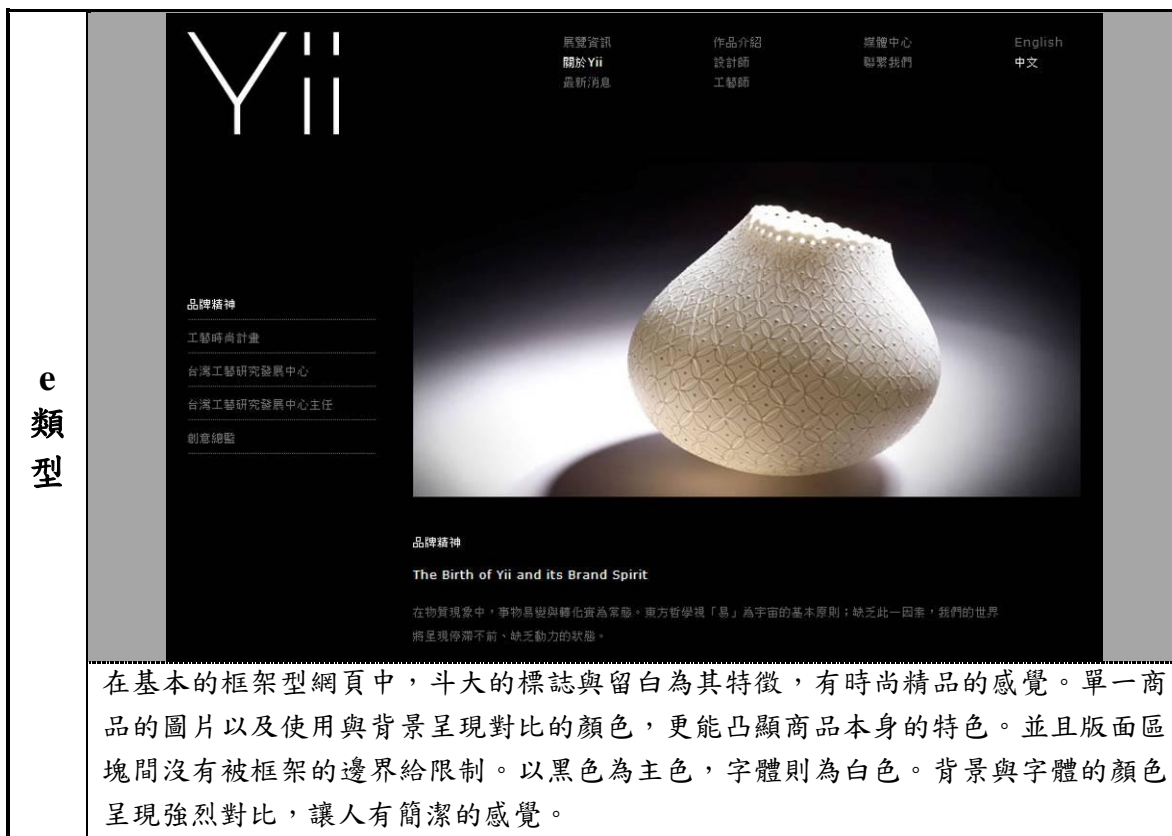 e
類
型
Yii
展覽資訊 作品介紹 媒體中心 English
關於Yii 設計師 聯繫我們 中文
最新消息 工藝師
品牌精神
工藝時尚計畫
台灣工藝研究發展中心
台灣工藝研究發展中心主任
創意總監
品牌精神
The Birth of Yii and its Brand Spirit
在物質現象中，事物易變與轉化實為常態。東方哲學視「易」為宇宙的基本原則；缺乏此一因素，我們的世界
將呈現停滯不前、缺乏動力的狀態。
在基本的框架型網頁中，斗大的標誌與留白為其特徵，有時尚精品的感覺。單一商
品的圖片以及使用與背景呈現對比的顏色，更能凸顯商品本身的特色。並且版面區
塊間沒有被框架的邊界給限制。以黑色為主色，字體則為白色。背景與字體的顏色
呈現強烈對比，讓人有簡潔的感覺。